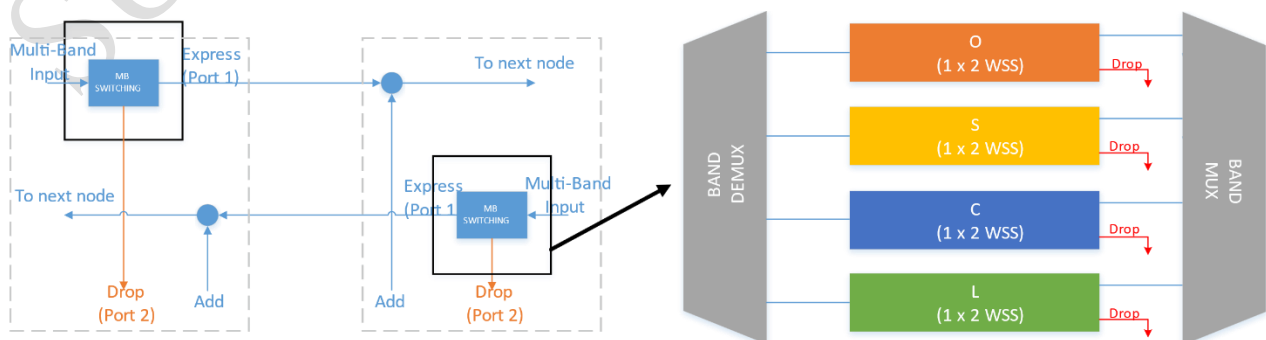 Multi-Band
Input
MB
SWITCHING
Express
(Port 1)
To next node
To next node
Drop
(Port 2)
Add
Express
(Port 1
MB
SWITCHING
Multi-Band
Input
Add
Drop
(Port 2)
BAND
DEMUX
O
(1 x 2 WSS)
Drop
S
(1 x 2 WSS)
Drop
C
(1 x 2 WSS)
Drop
L
(1 x 2 WSS)
Drop
BAND
MUX